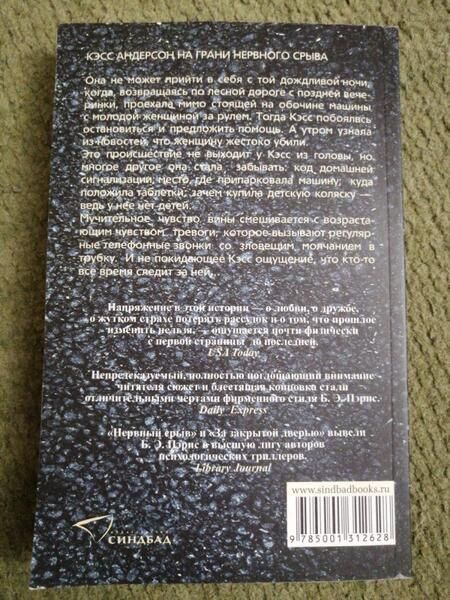 КЭСС АНДЕРСОН НА ГРАНИ НЕРВНОГО СРЫВА
Она не может прийти в себя с той дождливой ночи,
когда, возвращаясь по лесной дороге с поздней вече-
ринки, проехала мимо стоящей на обочине машины
с молодой женщиной за рулем. Тогда Кэсс побоялась
остановиться и предложить помощь. А утром узнала
из новостей, что женщину жестоко убили.
Это происшествие не выходит у Кэсс из головы, но
многое другое она стала забывать: код домашней
сигнализации, место, где припарковала машину; куда
положила таблетки; зачем купила детскую коляску —
ведь у нее нет детей.
Мучительное чувство вины смешивается с возраста-
ющим чувством тревоги, которое вызывают регуляр-
ные телефонные звонки со зловещим молчанием в
трубку. И не покидающее Кэсс ощущение, что кто-то
все время следит за ней...
Напряжение в этой истории — о любви, о дружбе,
о жутком страхе потерять рассудок и о том, что прошлое
изменить нельзя, — ощущается почти физически
с первой страницы до последней.
USA Today
Непредсказуемый, полностью поглощающий внимание
читателя сюжет и блестящая концовка стали
отличительными чертами фирменного стиля Б. Э. Пэрис.
Daily Express
«Нервный срыв» и «За закрытой дверью» вывели
Б. Э. Пэрис в высшую лигу авторов
психологических триллеров.
Library Journal
www.sindbadbooks.ru
СИНДБАД
9 785001 312628